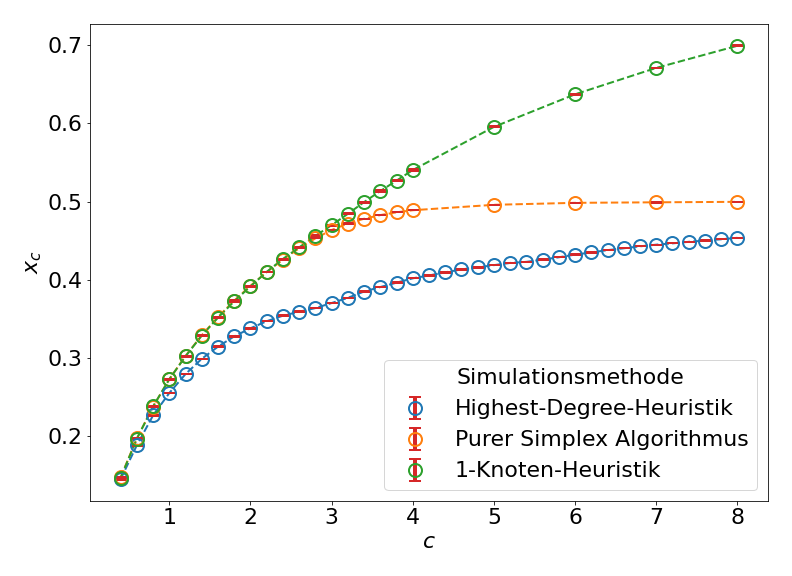 0.7
0.6
0.5
0.4
0.3
0.2
x_c
1 2 3 4 5 6 7 8
c
Simulationsmethode
Highest-Degree-Heuristik
Purer Simplex Algorithmus
1-Knoten-Heuristik